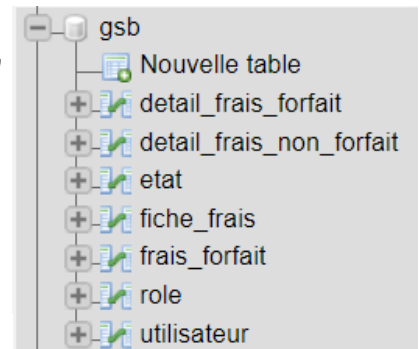 gsb
Nouvelle table
detail_frais_forfait
detail_frais_non_forfait
etat
fiche_frais
frais_forfait
role
utilisateur